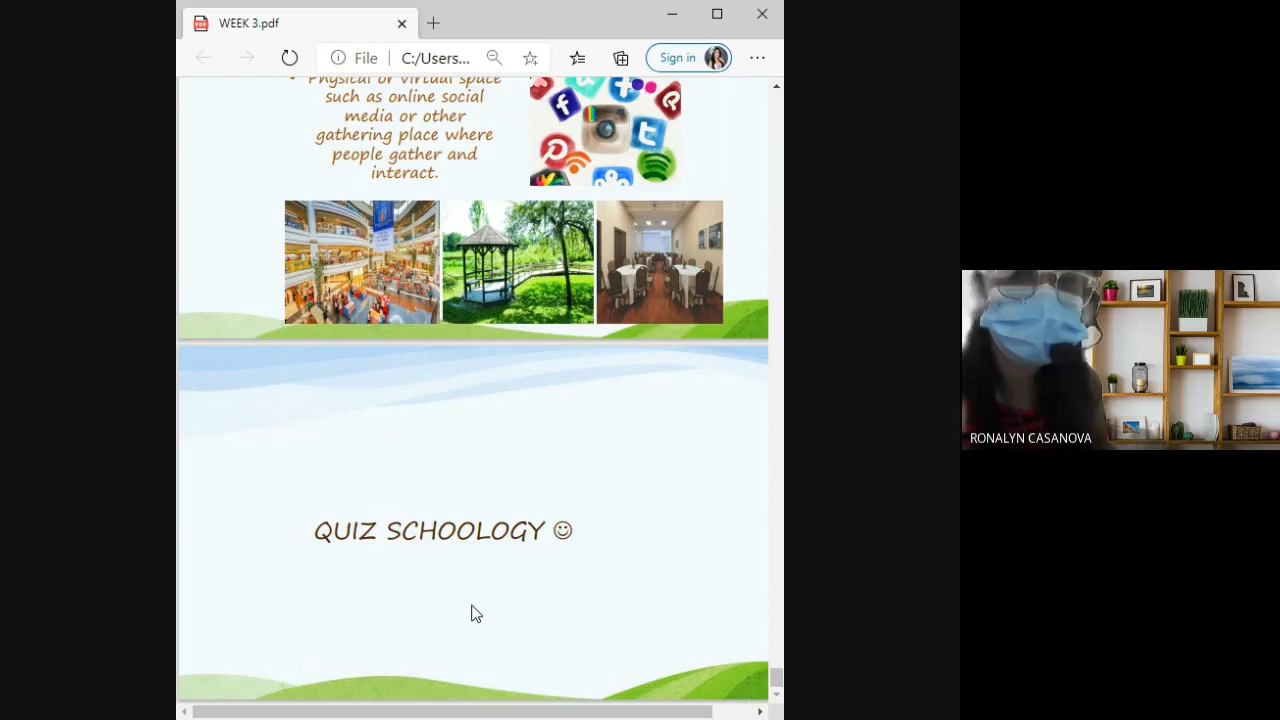 WEEK 3.pdf
File
C:/Users...
Sign in
• Physical or virtual space
such as online social
media or other
gathering place where
people gather and
interact.
QUIZ SCHOOLOGY ☺
RONALYN CASANOVA